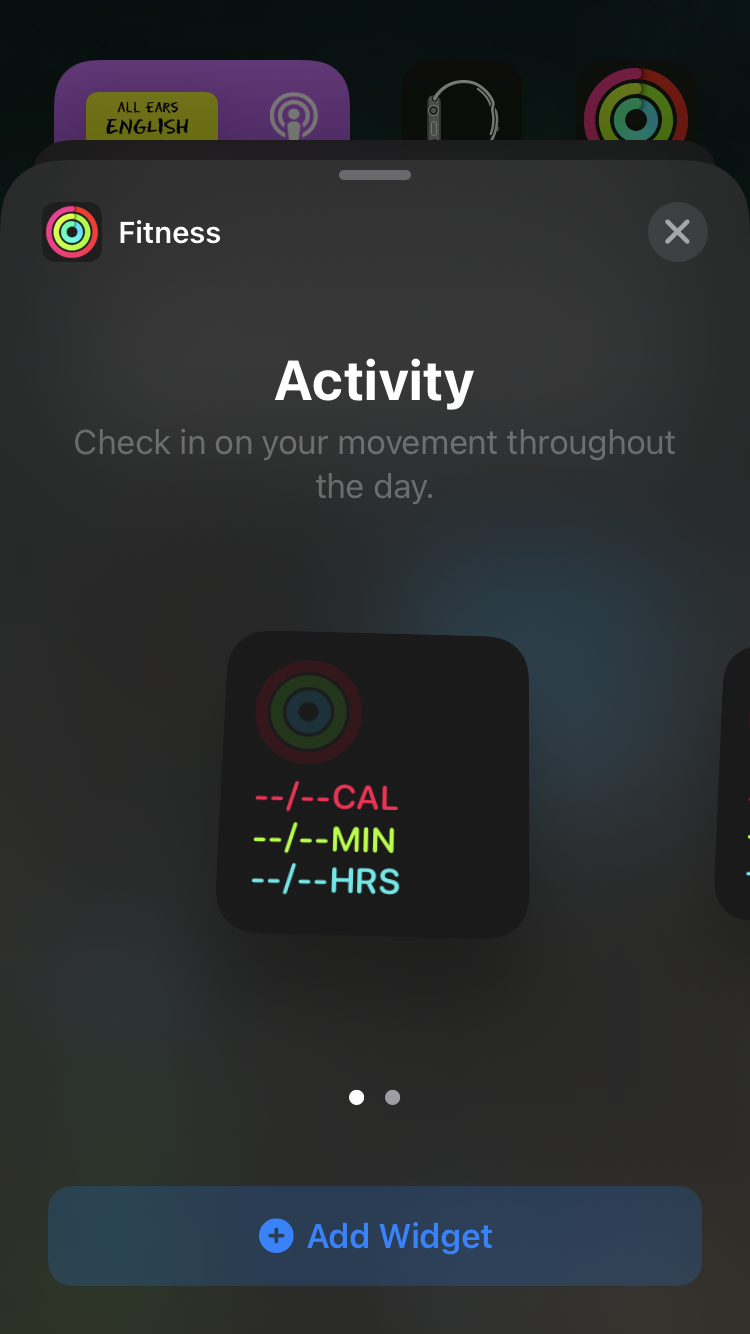 ALL EARS
ENGLISH
Fitness
Activity
Check in on your movement throughout
the day.
--/--CAL
--/--MIN
--/--HRS
Add Widget